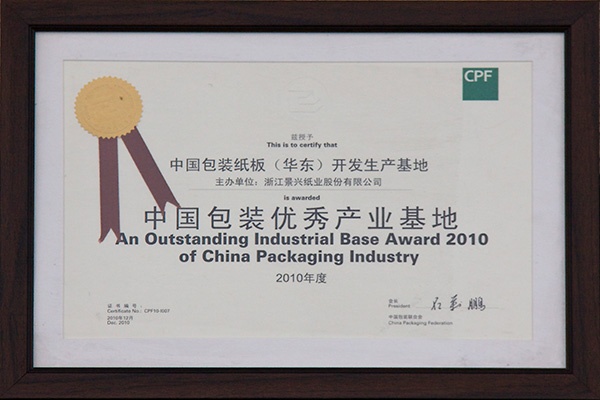 CPF
兹授予
This is to certify that
中国包装纸板（华东）开发生产基地
主办单位：浙江景兴纸业股份有限公司
is awarded
中国包装优秀产业基地
An Outstanding Industrial Base Award 2010
of China Packaging Industry
2010年度
证书编号：
Certificate No.: CPF10-I007
2010年12月
Dec. 2010
会长
President
石万鹏
中国包装联合会
China Packaging Federation